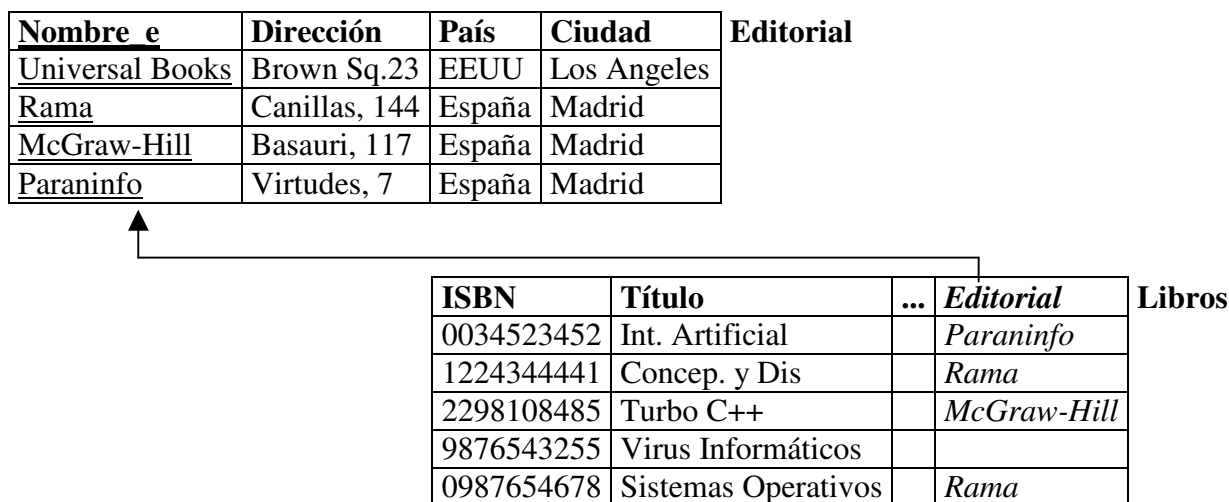 Nombre_e Dirección País Ciudad Editorial
Universal Books Brown Sq.23 EEUU Los Angeles
Rama Canillas, 144 España Madrid
McGraw-Hill Basauri, 117 España Madrid
Paraninfo Virtudes, 7 España Madrid
ISBN Título ... Editorial Libros
0034523452 Int. Artificial Paraninfo
1224344441 Concep. y Dis Rama
2298108485 Turbo C++ McGraw-Hill
9876543255 Virus Informáticos
0987654678 Sistemas Operativos Rama